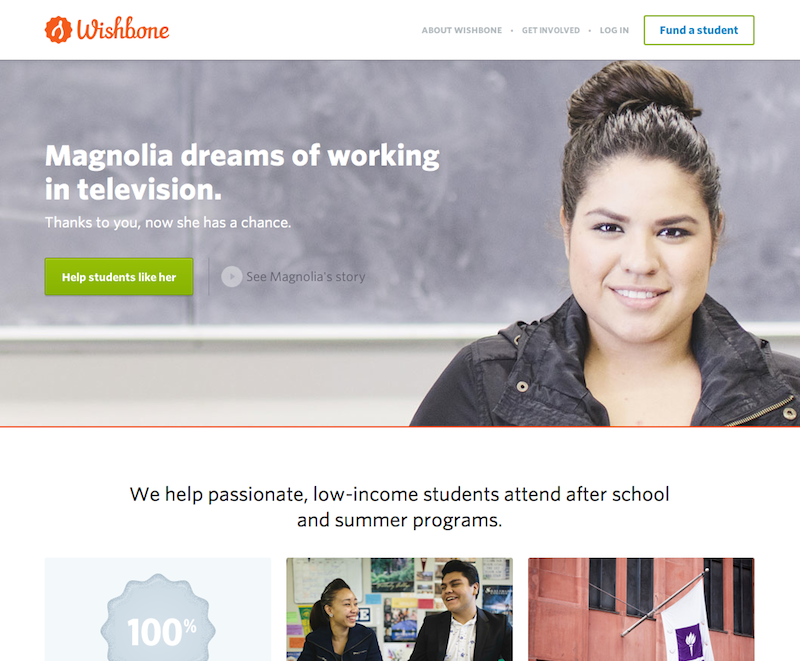 Wishbone
ABOUT WISHBONE • GET INVOLVED • LOG IN
Fund a student
Magnolia dreams of working
in television.
Thanks to you, now she has a chance.
Help students like her
See Magnolia's story
We help passionate, low-income students attend after school
and summer programs.
100%